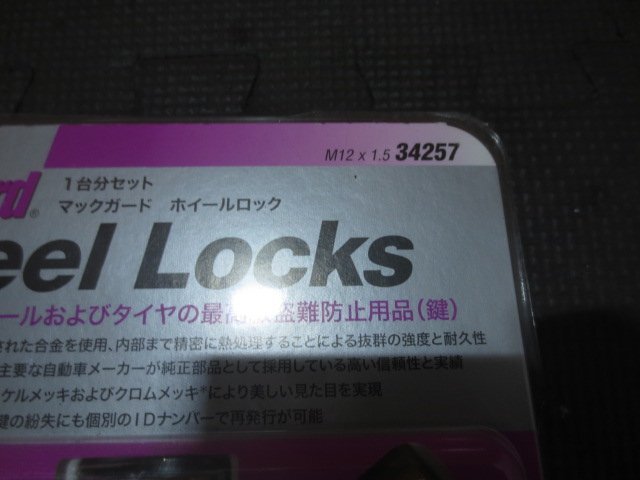 M12 x 1.5 34257
rd® 1台分セット
マックガード ホイールロック
eel Locks
ールおよびタイヤの最高 盗難防止用品(鍵)
された合金を使用、内部まで精密に熱処理することによる抜群の強度と耐久性
主要な自動車メーカーが純正部品として採用している高い信頼性と実績
ケルメッキおよびクロムメッキ*により美しい見た目を実現
鍵の紛失にも個別のIDナンバーで再発行が可能